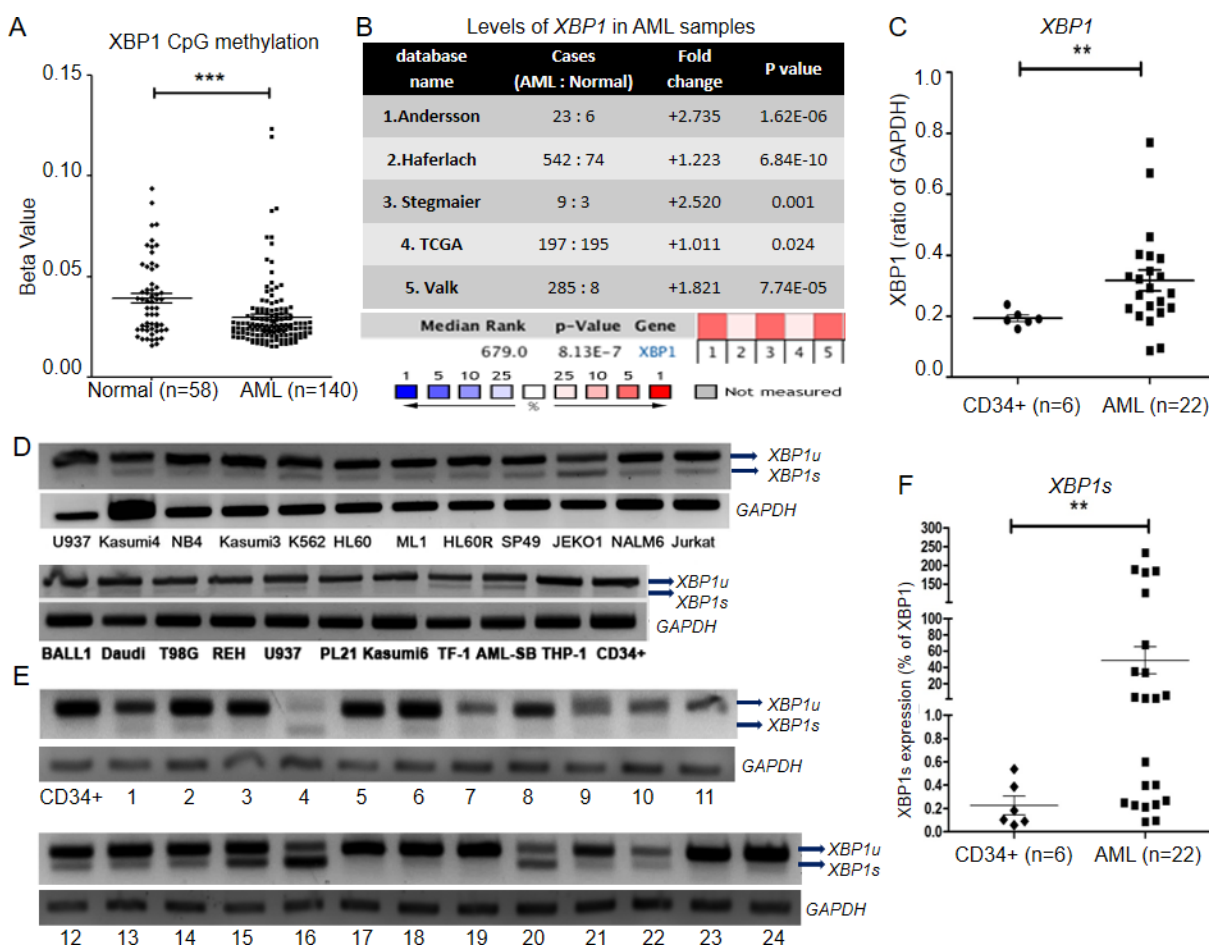 A
XBP1 CpG methylation
***
0.15
0.10
0.05
0.00
Beta Value
Normal (n=58) AML (n=140)
B
Levels of XBP1 in AML samples
database name Cases (AML : Normal) Fold change P value
1.Andersson 23 : 6 +2.735 1.62E-06
2.Haferlach 542 : 74 +1.223 6.84E-10
3. Stegmaier 9 : 3 +2.520 0.001
4. TCGA 197 : 195 +1.011 0.024
5. Valk 285 : 8 +1.821 7.74E-05
Median Rank p-Value Gene
679.0 8.13E-7 XBP1 1 2 3 4 5
1 5 10 25 25 10 5 1
% Not measured
C
XBP1
**
1.0
0.8
0.6
0.4
0.2
0.0
XBP1 (ratio of GAPDH)
CD34+ (n=6) AML (n=22)
D
XBP1u
XBP1s
GAPDH
U937 Kasumi4 NB4 Kasumi3 K562 HL60 ML1 HL60R SP49 JEKO1 NALM6 Jurkat
XBP1u
XBP1s
GAPDH
BALL1 Daudi T98G REH U937 PL21 Kasumi6 TF-1 AML-SB THP-1 CD34+
E
XBP1u
XBP1s
GAPDH
CD34+ 1 2 3 4 5 6 7 8 9 10 11
XBP1u
XBP1s
GAPDH
12 13 14 15 16 17 18 19 20 21 22 23 24
F
XBP1s
**
300
250
200
150
100
80
60
40
20
0.8
0.6
0.4
0.2
0.0
XBP1s expression (% of XBP1)
CD34+ (n=6) AML (n=22)